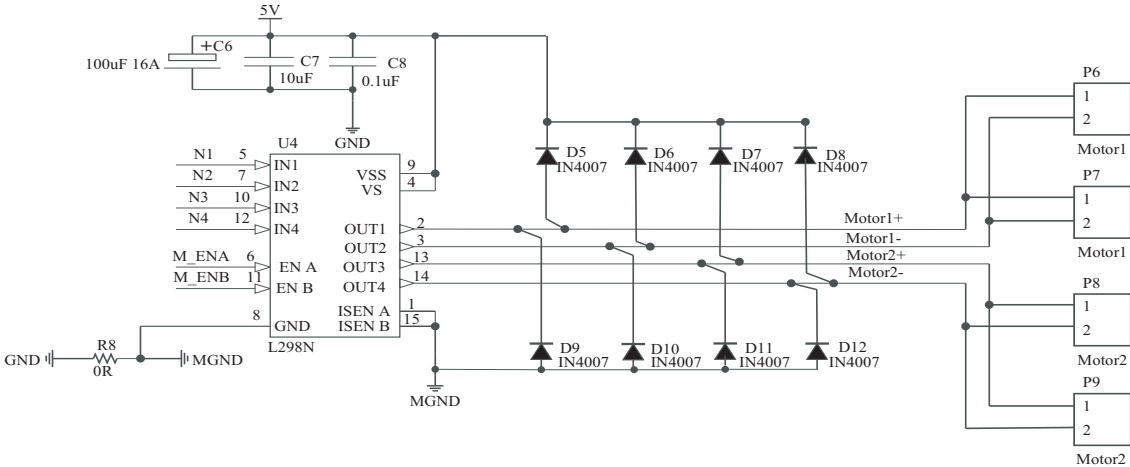 5V
+C6
100uF 16A
C7
10uF
C8
0.1uF
GND
U4
N1 5 IN1
N2 7 IN2
N3 10 IN3
N4 12 IN4
M_ENA 6 EN A
M_ENB 11 EN B
8 GND
L298N
VSS 9
VS 4
OUT1 2
OUT2 3
OUT3 13
OUT4 14
ISEN A 1
ISEN B 15
GND
R8
0R
MGND
MGND
D5
IN4007
D6
IN4007
D7
IN4007
D8
IN4007
D9
IN4007
D10
IN4007
D11
IN4007
D12
IN4007
Motor1+
Motor1-
Motor2+
Motor2-
P6
1
2
Motor1
P7
1
2
Motor1
P8
1
2
Motor2
P9
1
2
Motor2